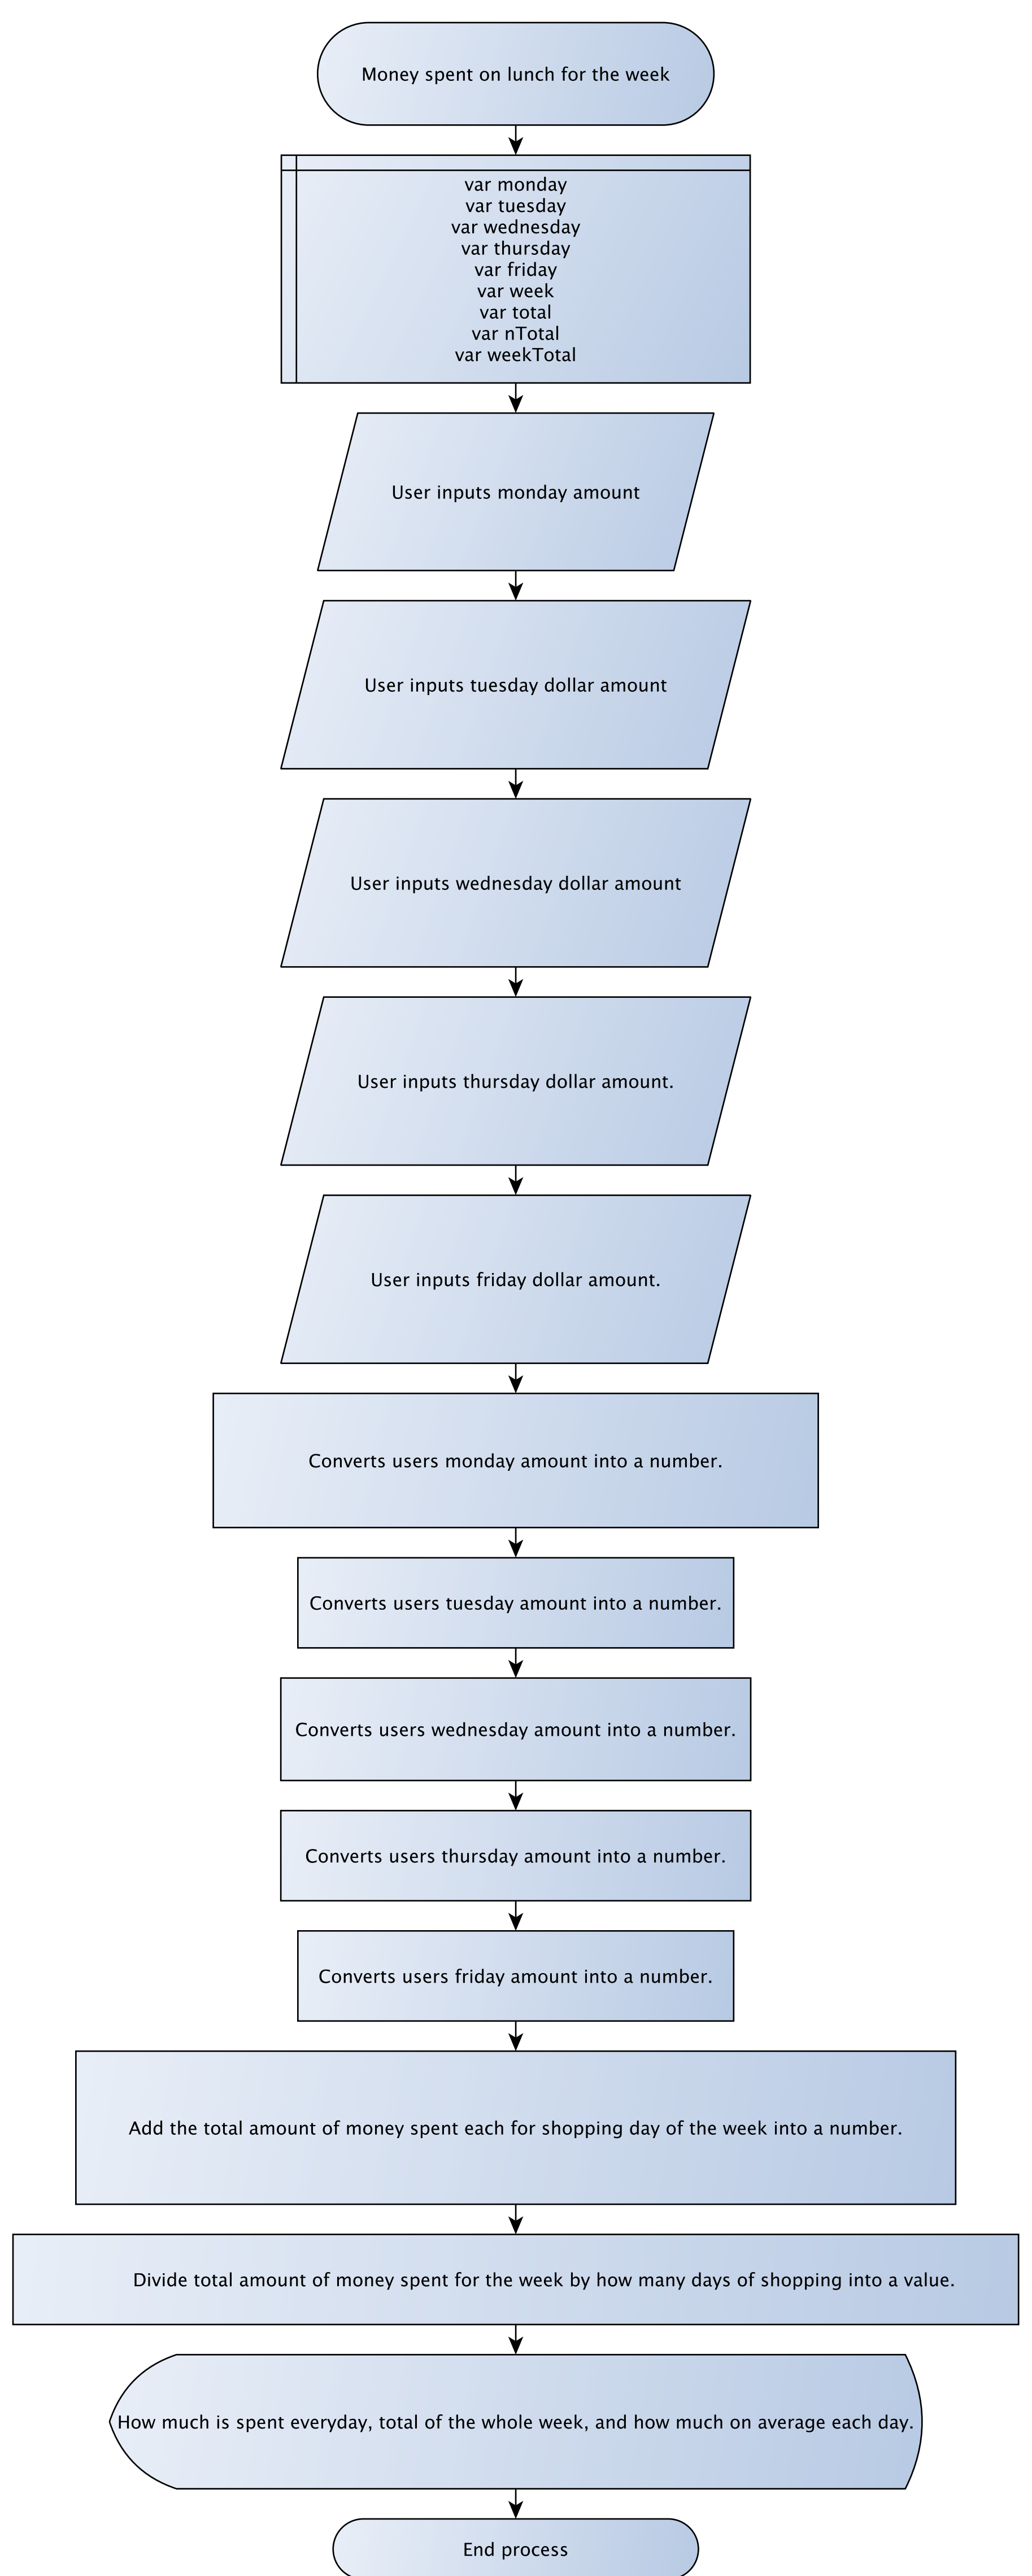 Money spent on lunch for the week
var monday
var tuesday
var wednesday
var thursday
var friday
var week
var total
var nTotal
var weekTotal
User inputs monday amount
User inputs tuesday dollar amount
User inputs wednesday dollar amount
User inputs thursday dollar amount.
User inputs friday dollar amount.
Converts users monday amount into a number.
Converts users tuesday amount into a number.
Converts users wednesday amount into a number.
Converts users thursday amount into a number.
Converts users friday amount into a number.
Add the total amount of money spent each for shopping day of the week into a number.
Divide total amount of money spent for the week by how many days of shopping into a value.
How much is spent everyday, total of the whole week, and how much on average each day.
End process